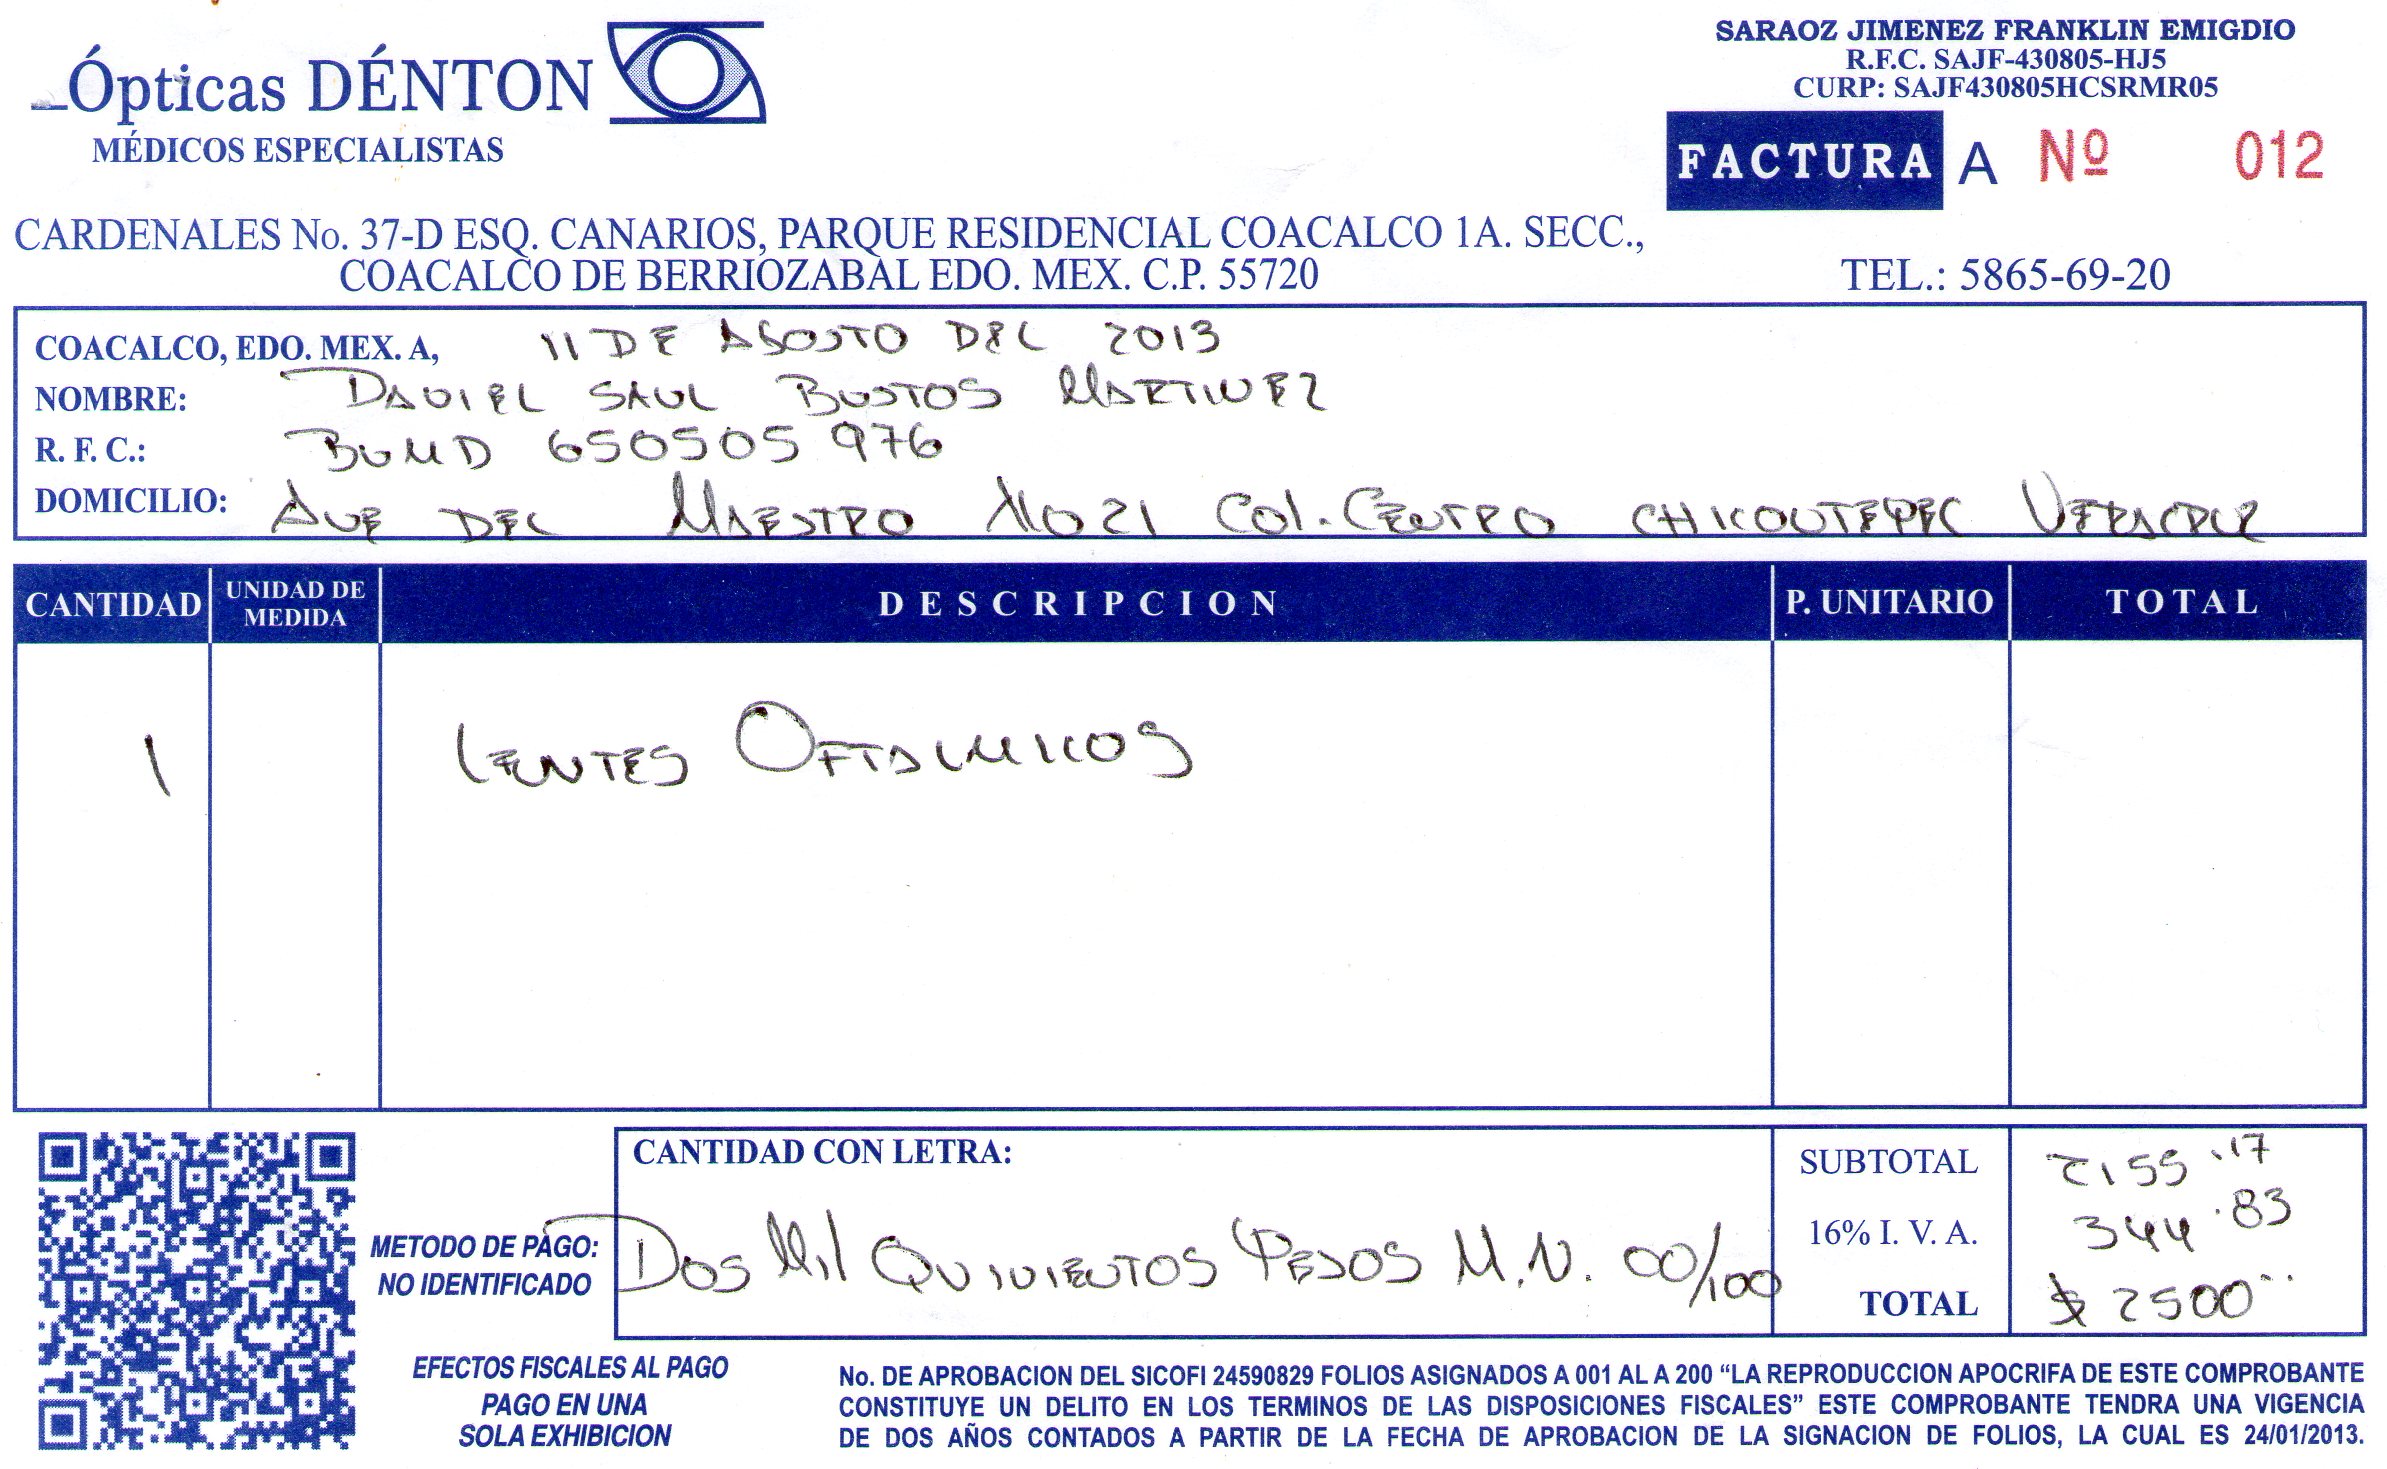 Ópticas DÉNTON
MÉDICOS ESPECIALISTAS
SARAOZ JIMENEZ FRANKLIN EMIGDIO
R.F.C. SAJF-430805-HJ5
CURP: SAJF430805HCSRMR05
FACTURA A Nº 012
CARDENALES No. 37-D ESQ. CANARIOS, PARQUE RESIDENCIAL COACALCO 1A. SECC.,
COACALCO DE BERRIOZABAL EDO. MEX. C.P. 55720
TEL.: 5865-69-20
COACALCO, EDO. MEX. A, 11 DE AGOSTO DEL 2013
NOMBRE: DANIEL SAUL BUSTOS MARTINEZ
R. F. C.: BUMD 650505 976
DOMICILIO: AVE DEL MAESTRO NO 21 COL. CENTRO CHICONTEPEC VERACRUZ
CANTIDAD UNIDAD DE MEDIDA DESCRIPCION P. UNITARIO TOTAL
1 LENTES OFTALMICOS
CANTIDAD CON LETRA:
DOS MIL QUINIENTOS PESOS M.N. 00/100
SUBTOTAL 2155.17
16% I. V. A. 344.83
TOTAL $ 2500
METODO DE PAGO:
NO IDENTIFICADO
EFECTOS FISCALES AL PAGO
PAGO EN UNA
SOLA EXHIBICION
No. DE APROBACION DEL SICOFI 24590829 FOLIOS ASIGNADOS A 001 AL A 200 “LA REPRODUCCION APOCRIFA DE ESTE COMPROBANTE
CONSTITUYE UN DELITO EN LOS TERMINOS DE LAS DISPOSICIONES FISCALES” ESTE COMPROBANTE TENDRA UNA VIGENCIA
DE DOS AÑOS CONTADOS A PARTIR DE LA FECHA DE APROBACION DE LA SIGNACION DE FOLIOS, LA CUAL ES 24/01/2013.